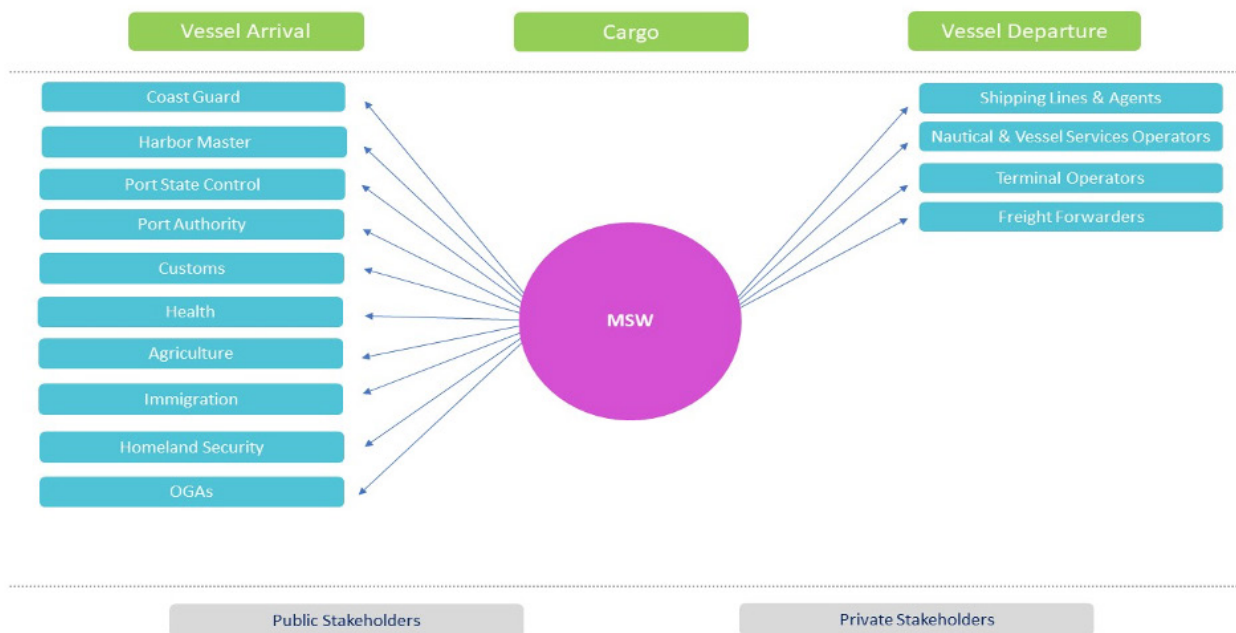 Vessel Arrival
Cargo
Vessel Departure
Coast Guard
Harbor Master
Port State Control
Port Authority
Customs
Health
Agriculture
Immigration
Homeland Security
OGAs
MSW
Shipping Lines & Agents
Nautical & Vessel Services Operators
Terminal Operators
Freight Forwarders
Public Stakeholders
Private Stakeholders